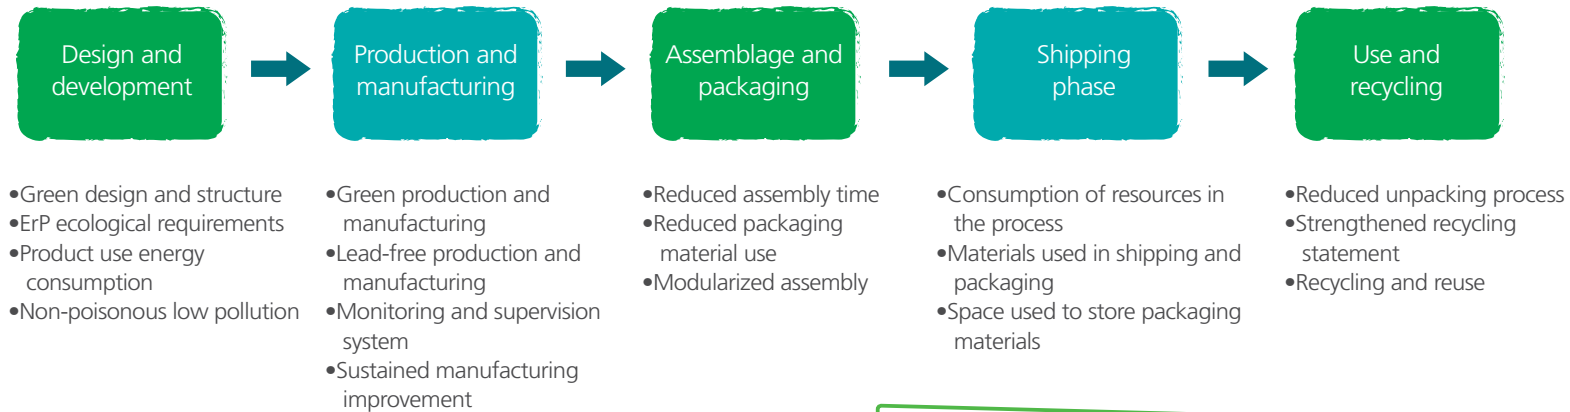 Design and
development
Production and
manufacturing
Assemblage and
packaging
Shipping
phase
Use and
recycling
•Green design and structure
•ErP ecological requirements
•Product use energy
consumption
•Non-poisonous low pollution
•Green production and
manufacturing
•Lead-free production and
manufacturing
•Monitoring and supervision
system
•Sustained manufacturing
improvement
•Reduced assembly time
•Reduced packaging
material use
•Modularized assembly
•Consumption of resources in
the process
•Materials used in shipping and
packaging
•Space used to store packaging
materials
•Reduced unpacking process
•Strengthened recycling
statement
•Recycling and reuse